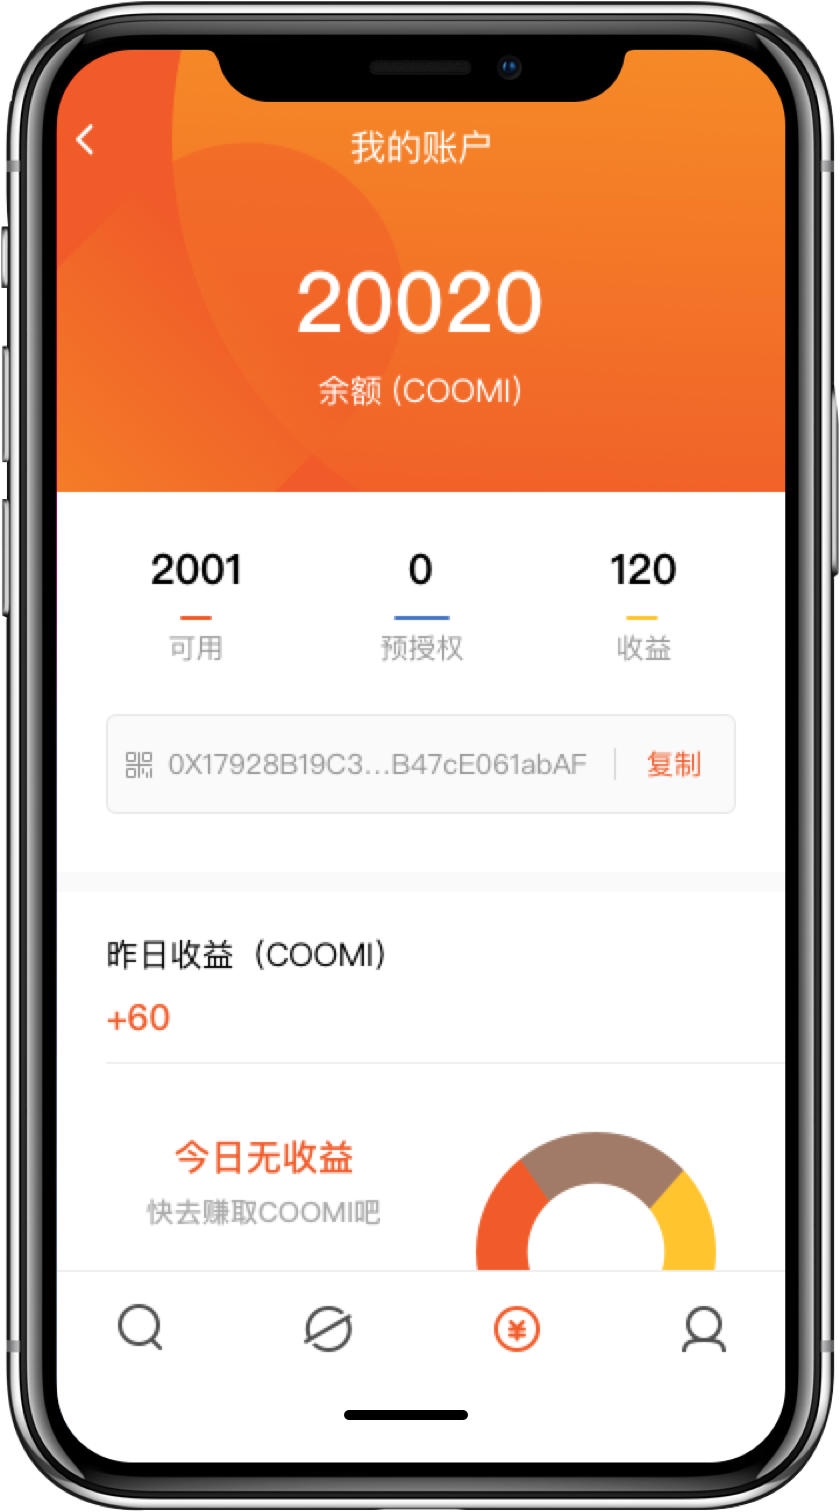 我的账户
20020
余额 (COOMI)
2001 0 120
可用 预授权 收益
0X17928B19C3...B47cE061abAF 复制
昨日收益（COOMI）
+60
今日无收益
快去赚取COOMI吧
¥